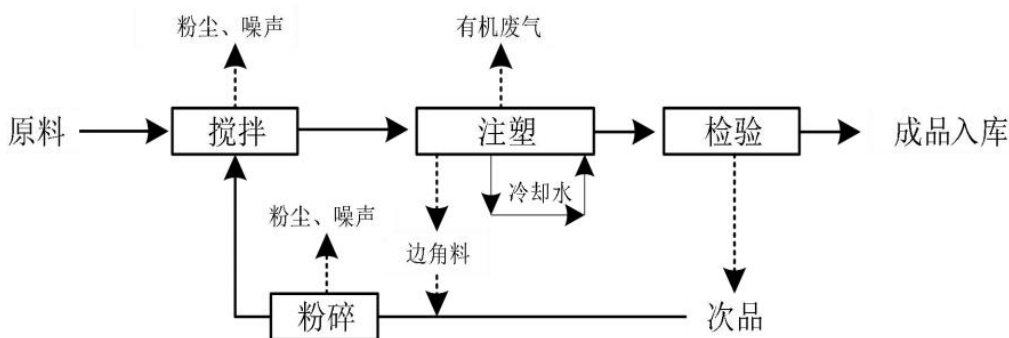 粉尘、噪声
有机废气
原料
搅拌
注塑
检验
成品入库
冷却水
粉尘、噪声
边角料
粉碎
次品